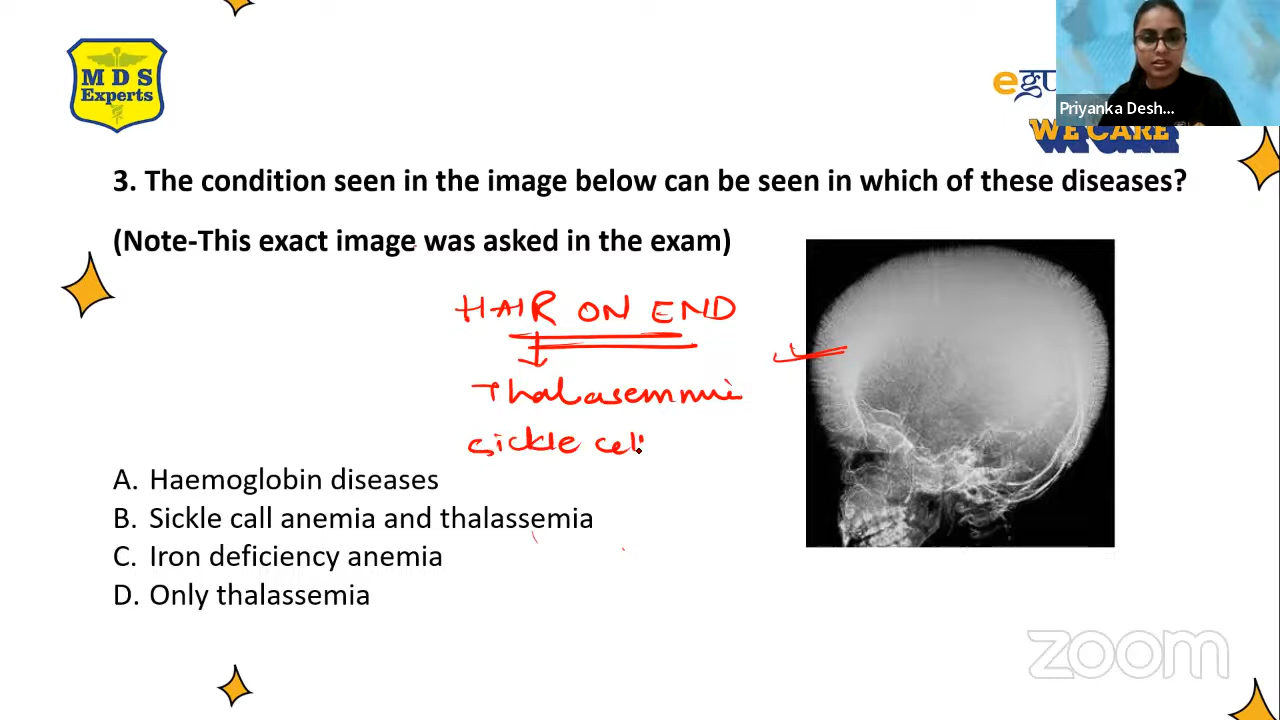 M D S
Experts
eगु
Priyanka Desh...
WE CARE
3. The condition seen in the image below can be seen in which of these diseases?
(Note-This exact image was asked in the exam)
HAIR ON END
Thalasemmia
Sickle cell
A. Haemoglobin diseases
B. Sickle call anemia and thalassemia
C. Iron deficiency anemia
D. Only thalassemia
zoom